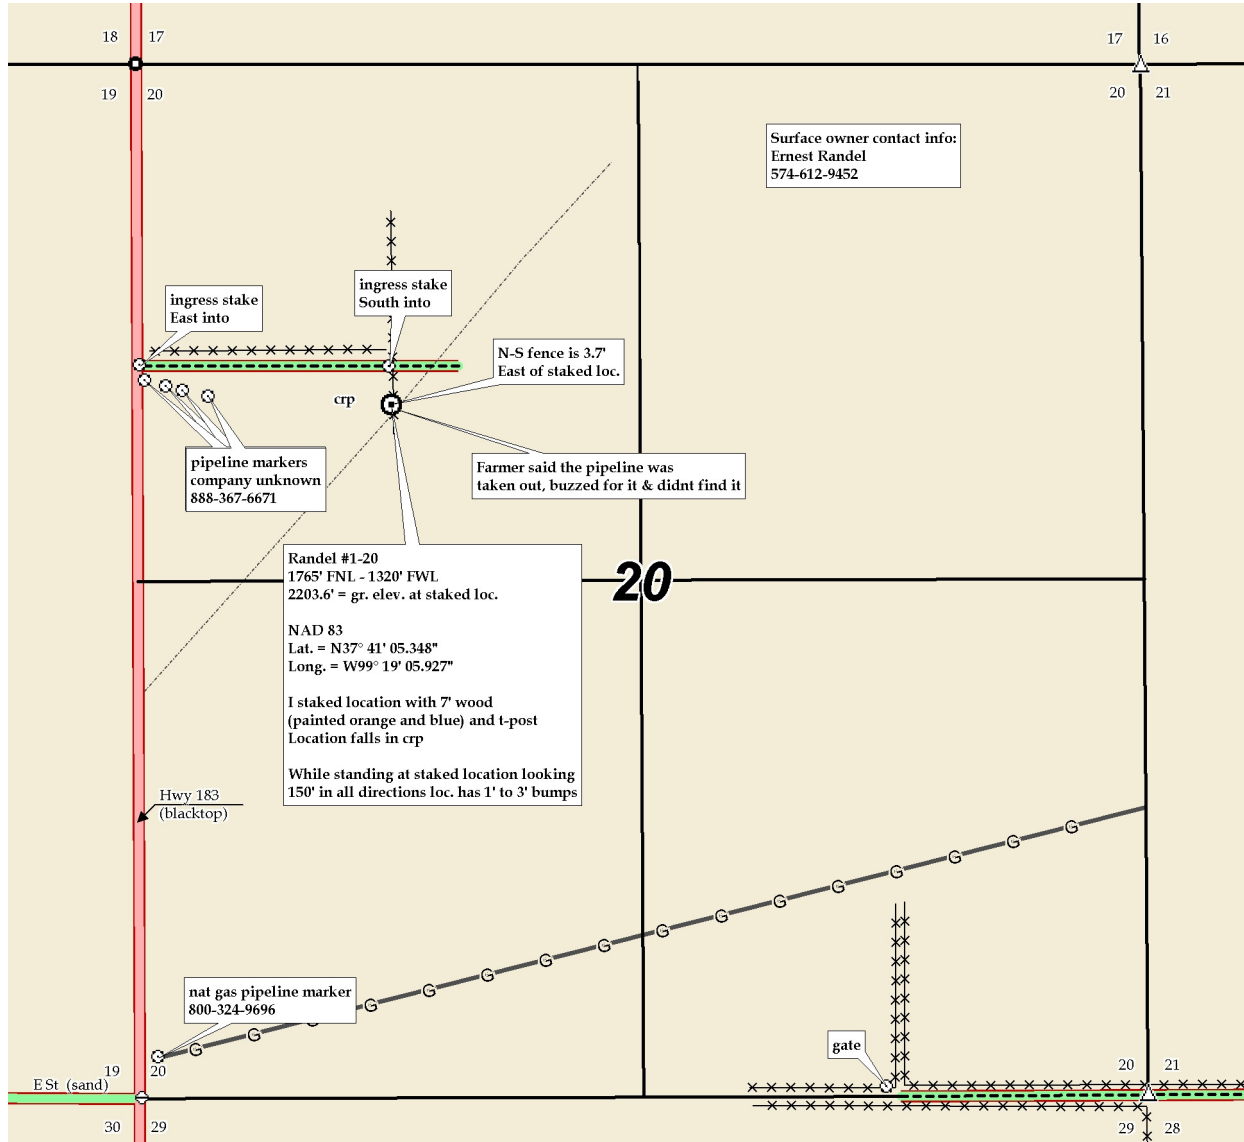 18 17
17 16
19 20
20 21
Surface owner contact info:
Ernest Randel
574-612-9452
ingress stake
South into
ingress stake
East into
N-S fence is 3.7'
East of staked loc.
crp
pipeline markers
company unknown
888-367-6671
Farmer said the pipeline was
taken out, buzzed for it & didnt find it
Randel #1-20
1765' FNL - 1320' FWL
2203.6' = gr. elev. at staked loc.
NAD 83
Lat. = N37° 41' 05.348"
Long. = W99° 19' 05.927"
I staked location with 7' wood
(painted orange and blue) and t-post
Location falls in crp
While standing at staked location looking
150' in all directions loc. has 1' to 3' bumps
20
Hwy 183
(blacktop)
G G G G G G G G G G G G G G G
nat gas pipeline marker
800-324-9696
gate
19 20
20 21
E St (sand)
30 29
29 28